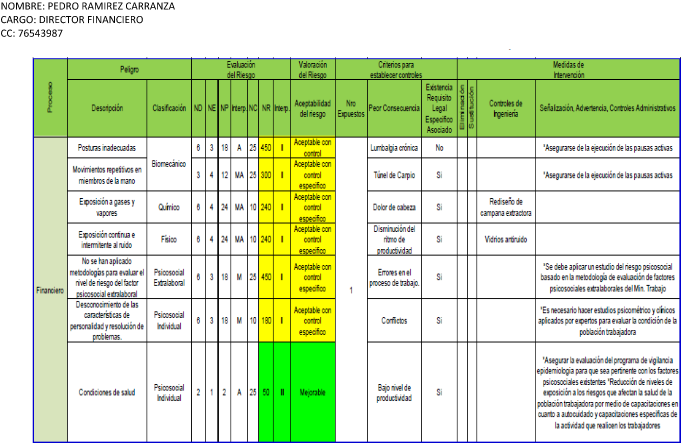 NOMBRE: PEDRO RAMIREZ CARRANZA
CARGO: DIRECTOR FINANCIERO
CC: 76543987
Proceso
Peligro
Evaluación
del Riesgo
Valoración
del Riesgo
Criterios para
establecer controles
Medidas de
Intervención
Descripción
Clasificación
ND
NE
NP
Interp.
NC
NR
Interp.
Aceptabilidad
del riesgo
Nro
Expuestos
Peor Consecuencia
Existencia
Requisito
Legal
Especifico
Asociado
Eliminación
Sustitución
Controles de
Ingeniería
Señalización, Advertencia, Controles Administrativos
Financiero
1
Posturas inadecuadas
Biomecánico
6 3 18 A 25 450 II
Aceptable con
control
Lumbalgia crónica
No
*Asegurarse de la ejecución de las pausas activas
Movimientos repetitivos en
miembros de la mano
3 4 12 MA 25 300 II
Aceptable con
control
especifico
Túnel de Carpio
Si
*Asegurarse de la ejecución de las pausas activas
Exposición a gases y
vapores
Químico
6 4 24 MA 10 240 II
Aceptable con
control
especifico
Dolor de cabeza
Si
Rediseño de
campana extractora
Exposición continua e
intermitente al ruido
Físico
6 4 24 MA 10 240 II
Aceptable con
control
especifico
Disminución del
ritmo de
productividad
Si
Vidrios antiruido
No se han aplicado
metodologías para evaluar el
nivel de riesgo del factor
psicosocial extralaboral
Psicosocial
Extralaboral
6 3 18 M 25 450 II
Aceptable con
control
especifico
Errores en el
proceso de trabajo.
Si
*Se debe aplicar un estudio del riesgo psicosocial
basado en la metodología de evaluación de factores
psicosociales extralaborales del Min. Trabajo
Desconocimiento de las
características de
personalidad y resolución de
problemas.
Psicosocial
Individual
6 3 18 M 10 180 II
Aceptable con
control
especifico
Conflictos
Si
*Es necesario hacer estudios psicométrico y clínicos
aplicados por expertos para evaluar la condición de la
población trabajadora
Condiciones de salud
Psicosocial
Individual
2 1 2 A 25 50 III
Mejorable
Bajo nivel de
productividad
Si
*Asegurar la evaluación del programa de vigilancia
epidemiología para que sea pertinente con los factores
psicosociales existentes *Reducción de niveles de
exposición a los riesgos que afectan la salud de la
población trabajadora por medio de capacitaciones en
cuanto a autocuidado y capacitaciones especificas de
la actividad que realicen los trabajadores